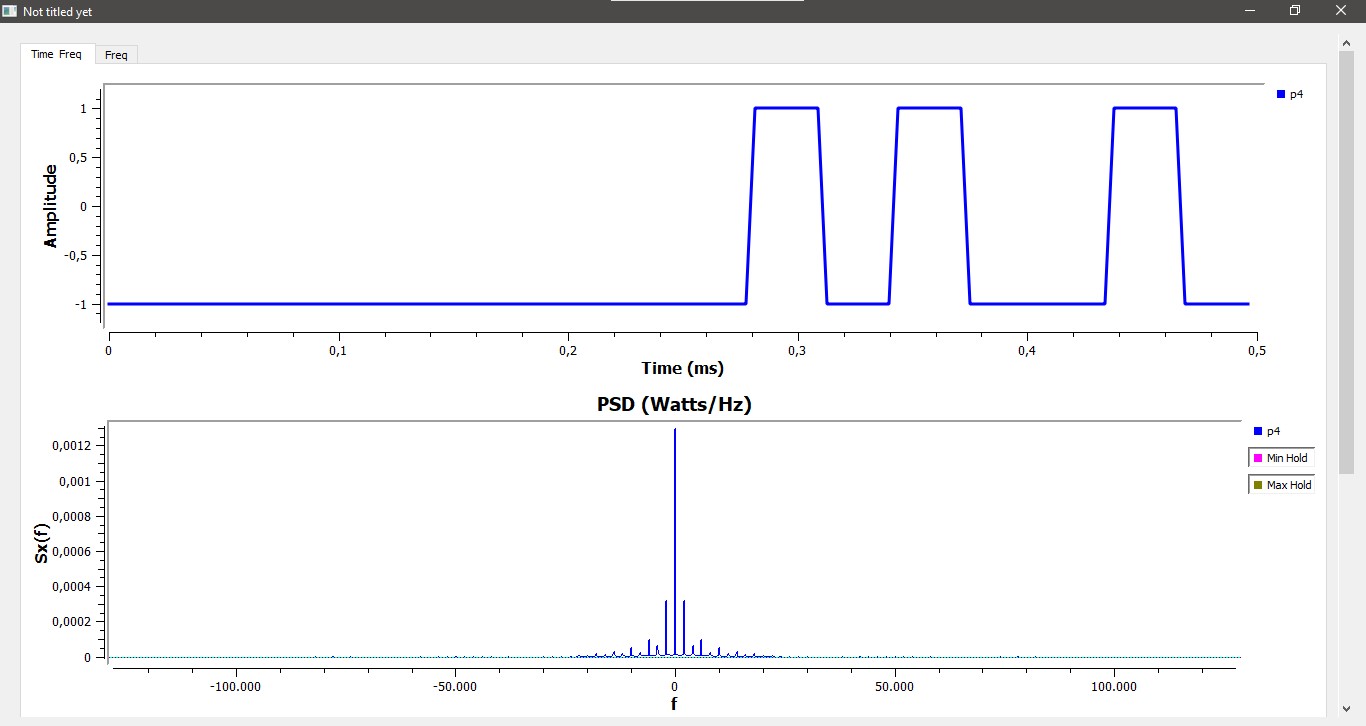 Not titled yet
Time Freq
Freq
p4
1
0,5
0
-0,5
-1
Amplitude
0
0,1
0,2
0,3
0,4
0,5
Time (ms)
PSD (Watts/Hz)
p4
Min Hold
Max Hold
0,0012
0,001
0,0008
0,0006
0,0004
0,0002
0
Sx(f)
-100.000
-50.000
0
50.000
100.000
f